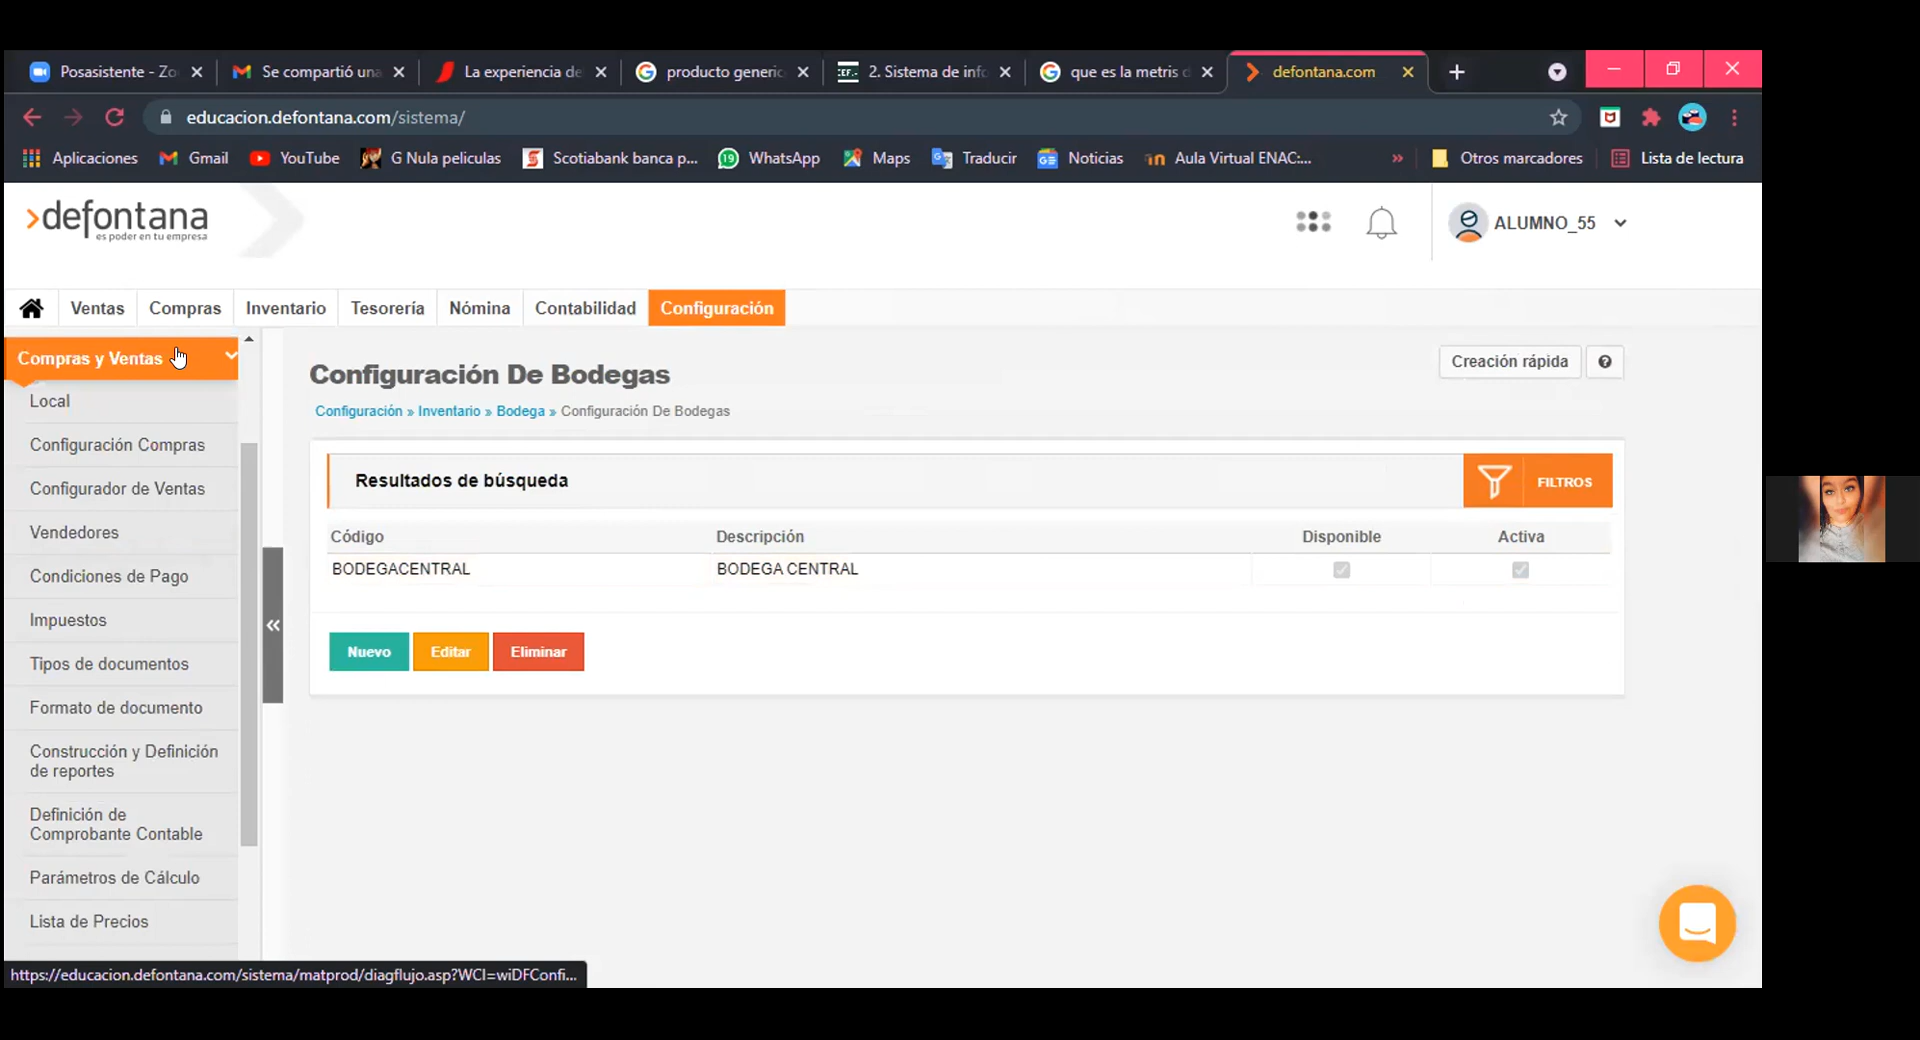 Posasistente - Zo
Se compartió una
La experiencia de
producto generic
2. Sistema de info
que es la metris d
defontana.com
educacion.defontana.com/sistema/
Aplicaciones
Gmail
YouTube
G Nula peliculas
Scotiabank banca p...
WhatsApp
Maps
Traducir
Noticias
Aula Virtual ENAC:...
»
Otros marcadores
Lista de lectura
defontana
es poder en tu empresa
ALUMNO_55
Ventas
Compras
Inventario
Tesorería
Nómina
Contabilidad
Configuración
Compras y Ventas
Local
Configuración Compras
Configurador de Ventas
Vendedores
Condiciones de Pago
Impuestos
Tipos de documentos
Formato de documento
Construcción y Definición
de reportes
Definición de
Comprobante Contable
Parámetros de Cálculo
Lista de Precios
«
Configuración De Bodegas
Creación rápida
?
Configuración » Inventario » Bodega » Configuración De Bodegas
Resultados de búsqueda
FILTROS
Código Descripción Disponible Activa
BODEGACENTRAL BODEGA CENTRAL
Nuevo Editar Eliminar
https://educacion.defontana.com/sistema/matprod/diagflujo.asp?WCI=wiDFConfi...